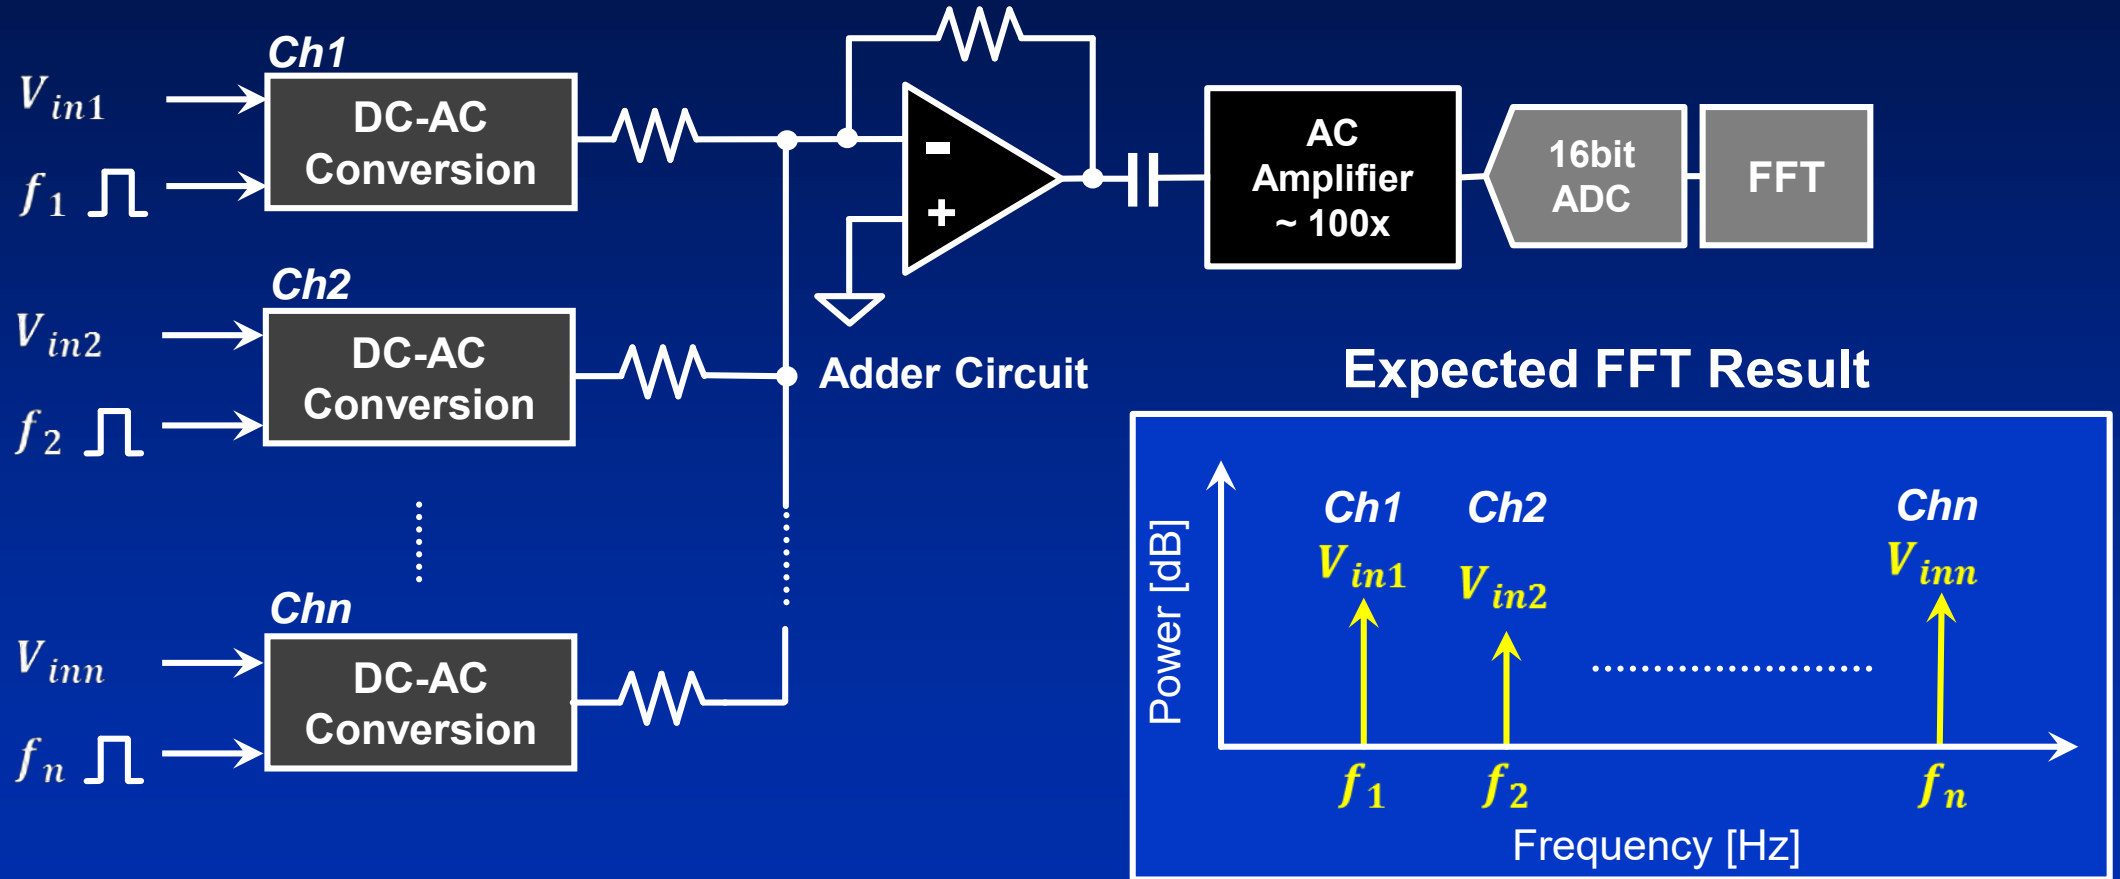 Ch1
V in1
f 1
DC-AC
Conversion
Ch2
V in2
f 2
DC-AC
Conversion
Chn
V inn
f n
DC-AC
Conversion
-
+
Adder Circuit
AC
Amplifier
~ 100x
16bit
ADC
FFT
Expected FFT Result
Power [dB]
Ch1 Ch2 Chn
V in1 V in2 V inn
f 1 f 2 f n
Frequency [Hz]